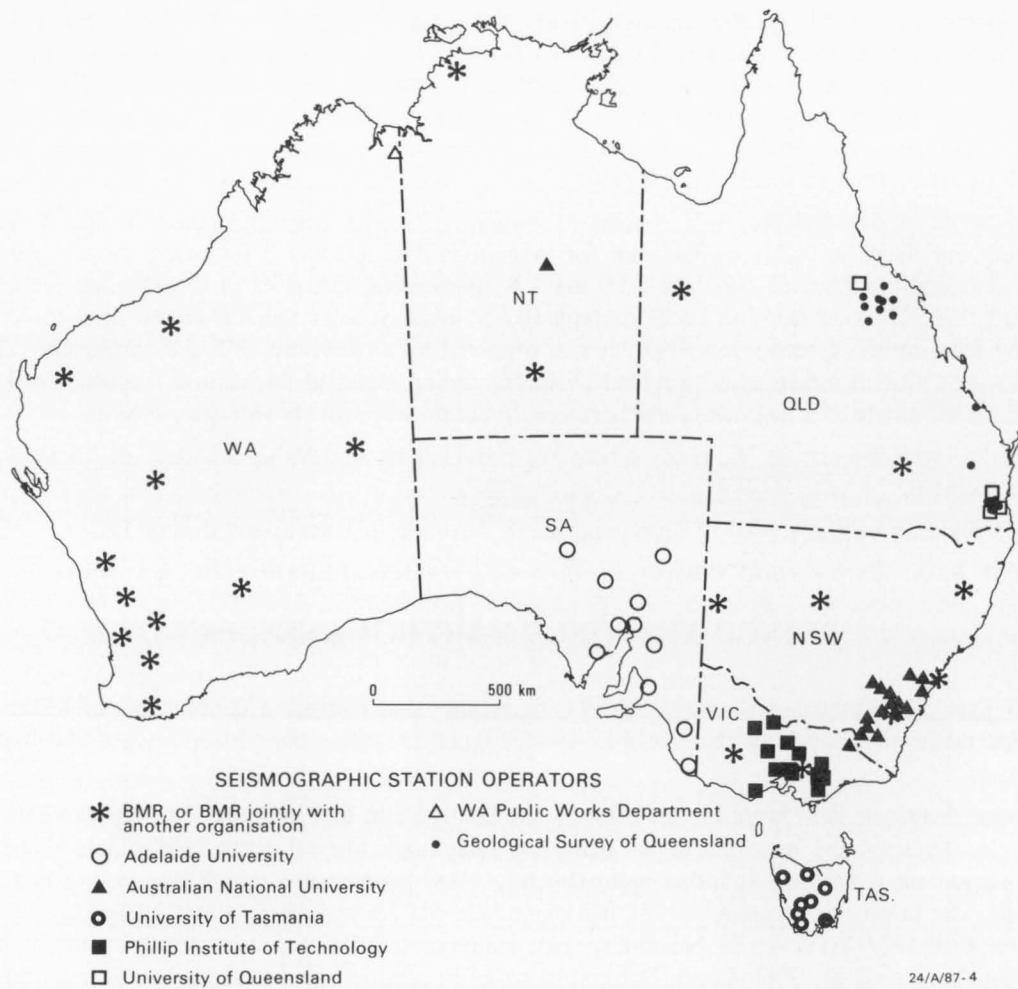 NT
QLD
WA
SA
NSW
0 500 km
VIC
SEISMOGRAPHIC STATION OPERATORS
BMR, or BMR jointly with
another organisation
WA Public Works Department
Geological Survey of Queensland
Adelaide University
Australian National University
TAS.
University of Tasmania
Phillip Institute of Technology
University of Queensland
24/A/87-4